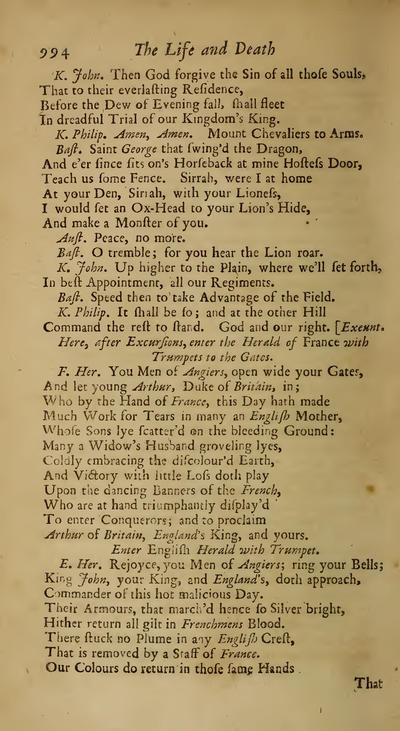 994 The Life and Death
K. John. Then God forgive the Sin of all thoſe Souls,
That to their everlaſting Reſidence,
Before the Dew of Evening fall, ſhall fleet
In dreadful Trial of our Kingdom's King.
K. Philip. Amen, Amen. Mount Chevaliers to Arms.
Baſt. Saint George that ſwing'd the Dragon,
And e'er ſince ſits on's Horſeback at mine Hoſteſs Door,
Teach us ſome Fence. Sirrah, were I at home
At your Den, Sirrah, with your Lioneſs,
I would ſet an Ox-Head to your Lion's Hide,
And make a Monſter of you.
Auſt. Peace, no more.
Baſt. O tremble; for you hear the Lion roar.
K. John. Up higher to the Plain, where we'll ſet forth,
In beſt Appointment, all our Regiments.
Baſt. Speed then to take Advantage of the Field.
K. Philip. It ſhall be ſo; and at the other Hill
Command the reſt to ſtand. God and our right. [Exeunt.
Here, after Excurſions, enter the Herald of France with
Trumpets to the Gates.
F. Her. You Men of Angiers, open wide your Gates,
And let young Arthur, Duke of Britain, in;
Who by the Hand of France, this Day hath made
Much Work for Tears in many an Engliſh Mother,
Whoſe Sons lye ſcatter'd on the bleeding Ground:
Many a Widow's Husband groveling lyes,
Coldly embracing the diſcolour'd Earth,
And Victory with little Loſs doth play
Upon the dancing Banners of the French,
Who are at hand triumphantly diſplay'd
To enter Conquerors; and to proclaim
Arthur of Britain, England's King, and yours.
Enter Engliſh Herald with Trumpet.
E. Her. Rejoyce, you Men of Angiers; ring your Bells;
King John, your King, and England's, doth approach,
Commander of this hot malicious Day.
Their Armours, that march'd hence ſo Silver bright,
Hither return all gilt in Frenchmens Blood.
There ſtuck no Plume in any Engliſh Creſt,
That is removed by a Staff of France.
Our Colours do return in thoſe ſame Hands
That